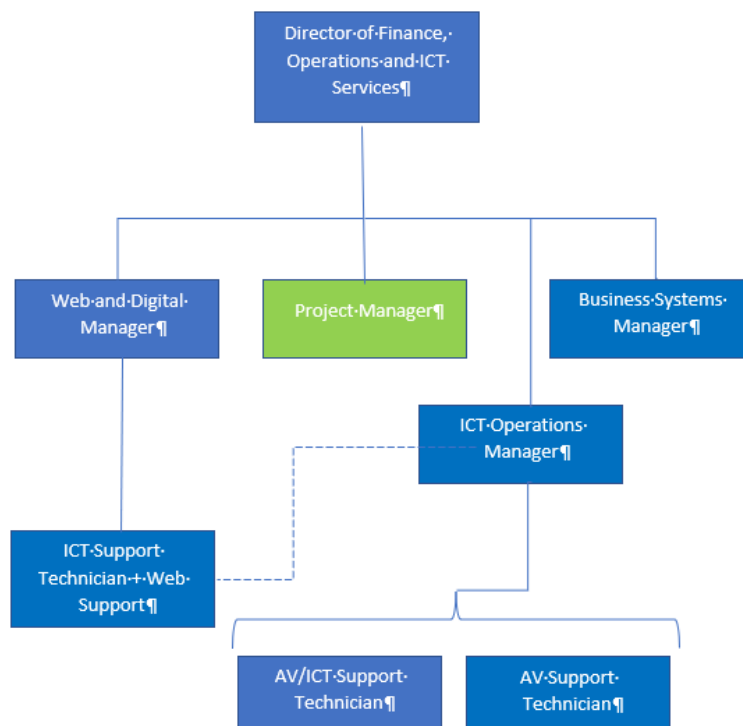 Director·of·Finance,·
Operations·and·ICT·
Services¶
Web·and·Digital·
Manager¶
Project·Manager¶
Business·Systems·
Manager¶
ICT·Operations·
Manager¶
ICT·Support·
Technician·+·Web·
Support¶
AV/ICT·Support·
Technician¶
AV·Support·
Technician¶